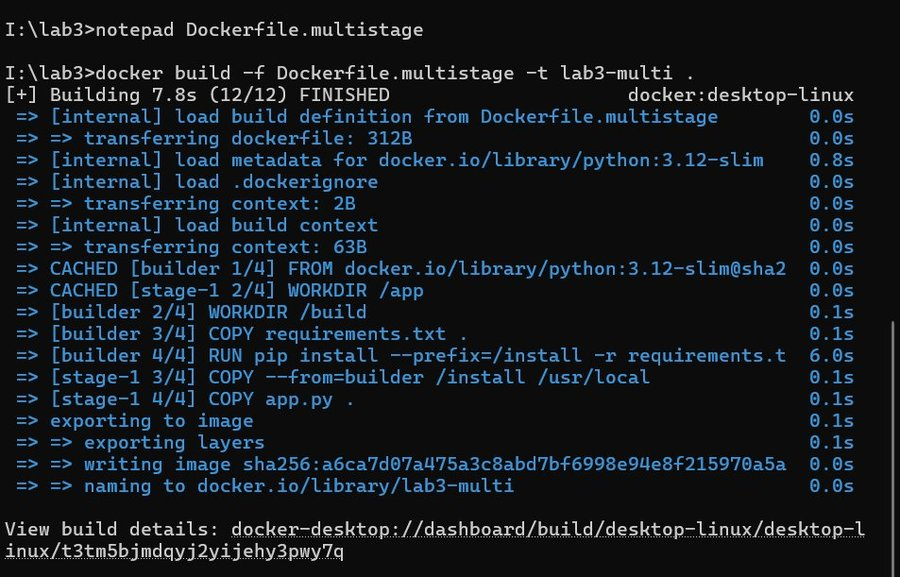 I:\lab3>notepad Dockerfile.multistage
I:\lab3>docker build -f Dockerfile.multistage -t lab3-multi .
[+] Building 7.8s (12/12) FINISHED docker:desktop-linux
=> [internal] load build definition from Dockerfile.multistage 0.0s
=> => transferring dockerfile: 312B 0.0s
=> [internal] load metadata for docker.io/library/python:3.12-slim 0.8s
=> [internal] load .dockerignore 0.0s
=> => transferring context: 2B 0.0s
=> [internal] load build context 0.0s
=> => transferring context: 63B 0.0s
=> CACHED [builder 1/4] FROM docker.io/library/python:3.12-slim@sha2 0.0s
=> CACHED [stage-1 2/4] WORKDIR /app 0.0s
=> [builder 2/4] WORKDIR /build 0.1s
=> [builder 3/4] COPY requirements.txt . 0.1s
=> [builder 4/4] RUN pip install --prefix=/install -r requirements.t 6.0s
=> [stage-1 3/4] COPY --from=builder /install /usr/local 0.1s
=> [stage-1 4/4] COPY app.py . 0.1s
=> exporting to image 0.1s
=> => exporting layers 0.1s
=> => writing image sha256:a6ca7d07a475a3c8abd7bf6998e94e8f215970a5a 0.0s
=> => naming to docker.io/library/lab3-multi 0.0s
View build details: docker-desktop://dashboard/build/desktop-linux/desktop-l
inux/t3tm5bjmdqyj2yijehy3pwy7q